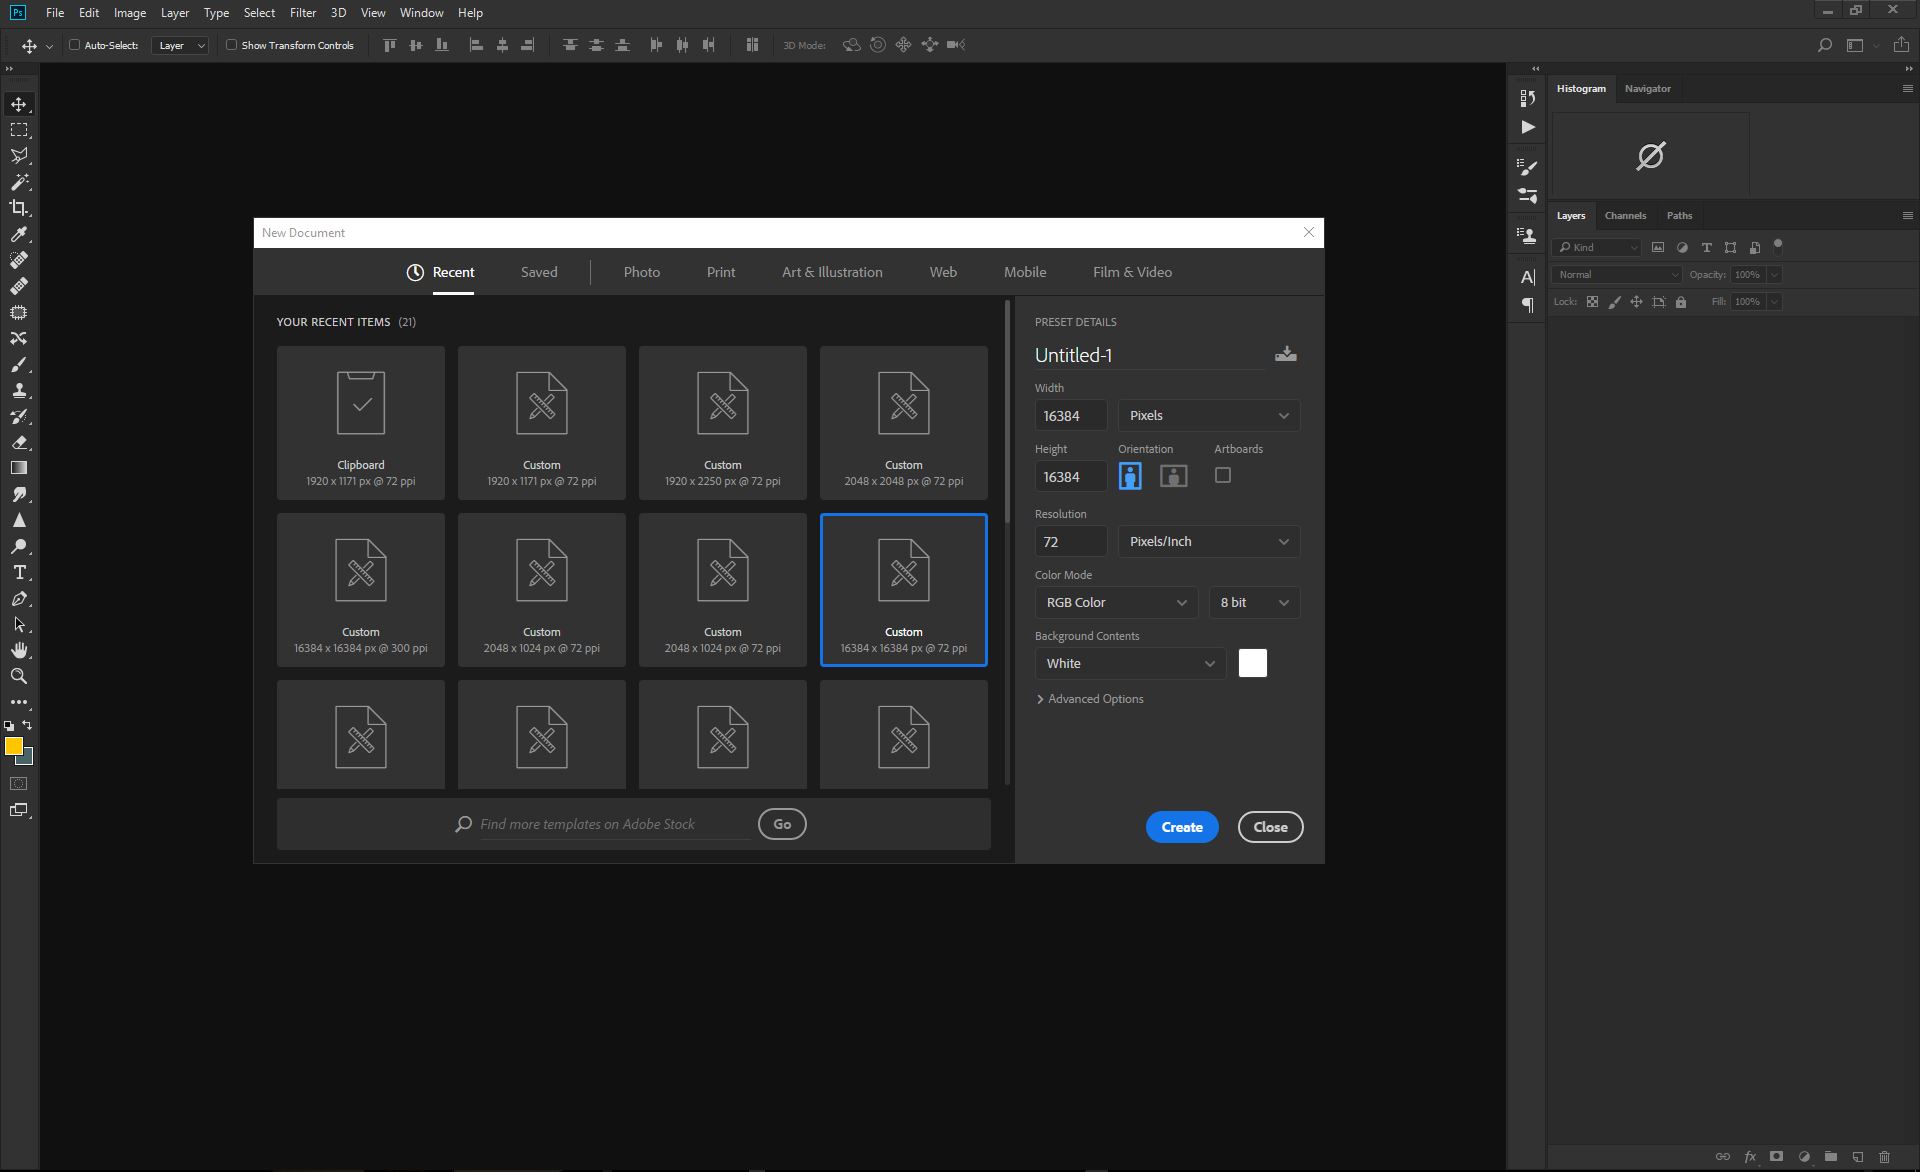 Ps File Edit Image Layer Type Select Filter 3D View Window Help
Auto-Select: Layer Show Transform Controls 3D Mode:
Histogram Navigator
Layers Channels Paths
Kind
Normal Opacity: 100%
Lock: Fill: 100%
New Document
Recent Saved Photo Print Art & Illustration Web Mobile Film & Video
YOUR RECENT ITEMS (21)
Clipboard
1920 x 1171 px @ 72 ppi
Custom
1920 x 1171 px @ 72 ppi
Custom
1920 x 2250 px @ 72 ppi
Custom
2048 x 2048 px @ 72 ppi
Custom
16384 x 16384 px @ 300 ppi
Custom
2048 x 1024 px @ 72 ppi
Custom
2048 x 1024 px @ 72 ppi
Custom
16384 x 16384 px @ 72 ppi
Find more templates on Adobe Stock Go
PRESET DETAILS
Untitled-1
Width
16384 Pixels
Height Orientation Artboards
16384
Resolution
72 Pixels/Inch
Color Mode
RGB Color 8 bit
Background Contents
White
Advanced Options
Create Close
fx